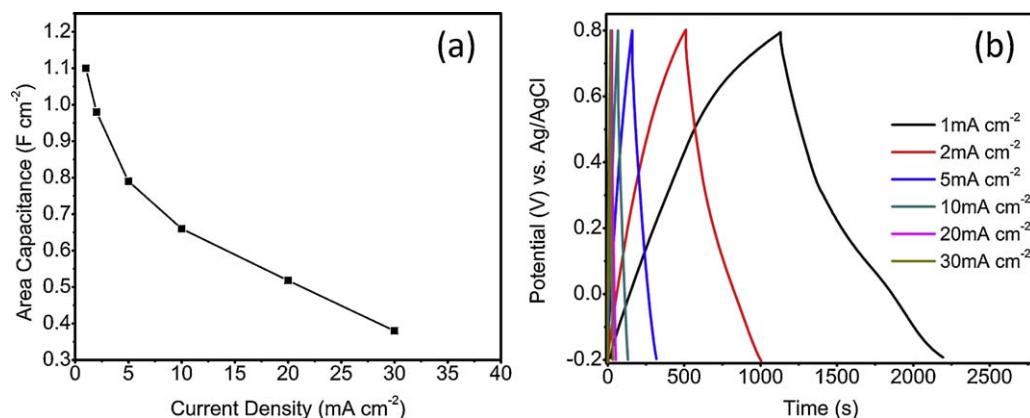 (a)
1.2
1.1
1.0
0.9
0.8
0.7
0.6
0.5
0.4
0.3
0 5 10 15 20 25 30 35 40
Area Capacitance (F cm⁻²)
Current Density (mA cm⁻²)
(b)
0.8
0.6
0.4
0.2
0.0
-0.2
0 500 1000 1500 2000 2500
Potential (V) vs. Ag/AgCl
Time (s)
1mA cm⁻²
2mA cm⁻²
5mA cm⁻²
10mA cm⁻²
20mA cm⁻²
30mA cm⁻²